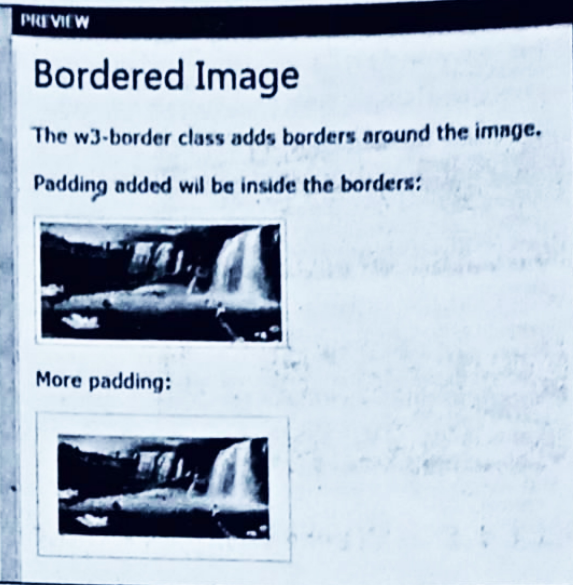 PREVIEW
Bordered Image
The w3-border class adds borders around the image.
Padding added wil be inside the borders:
More padding: